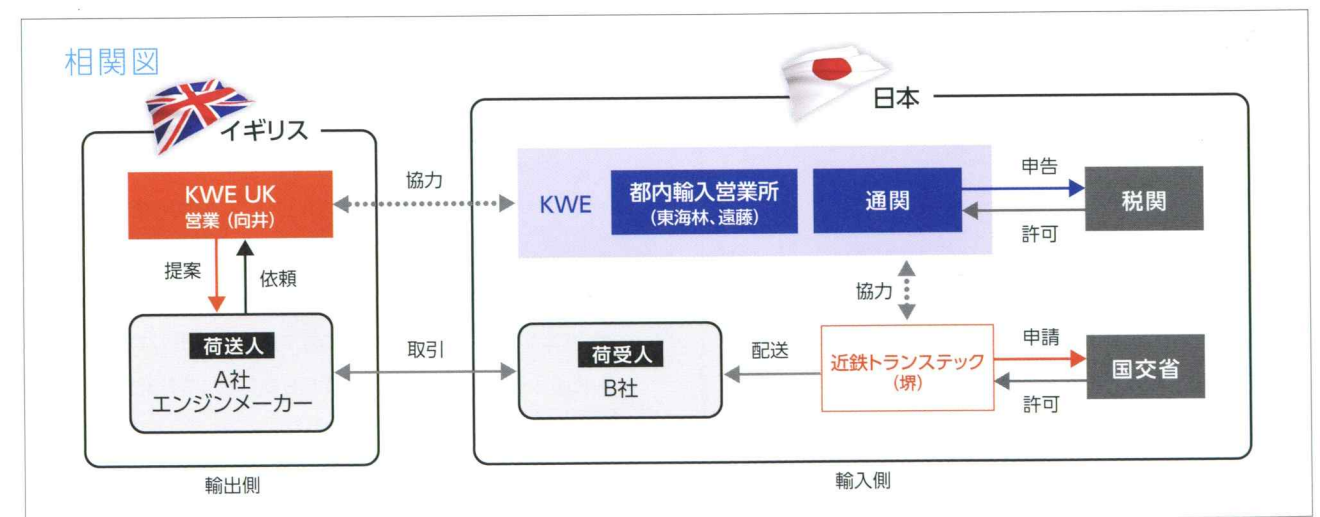 相関図
イギリス
KWE UK
営業（向井）
提案
依頼
荷送人
A社
エンジンメーカー
輸出側
協力
取引
日本
KWE
都内輸入営業所
（東海林、遠藤）
通関
申告
許可
税関
協力
荷受人
B社
配送
近鉄トランステック
（堺）
申請
許可
国交省
輸入側